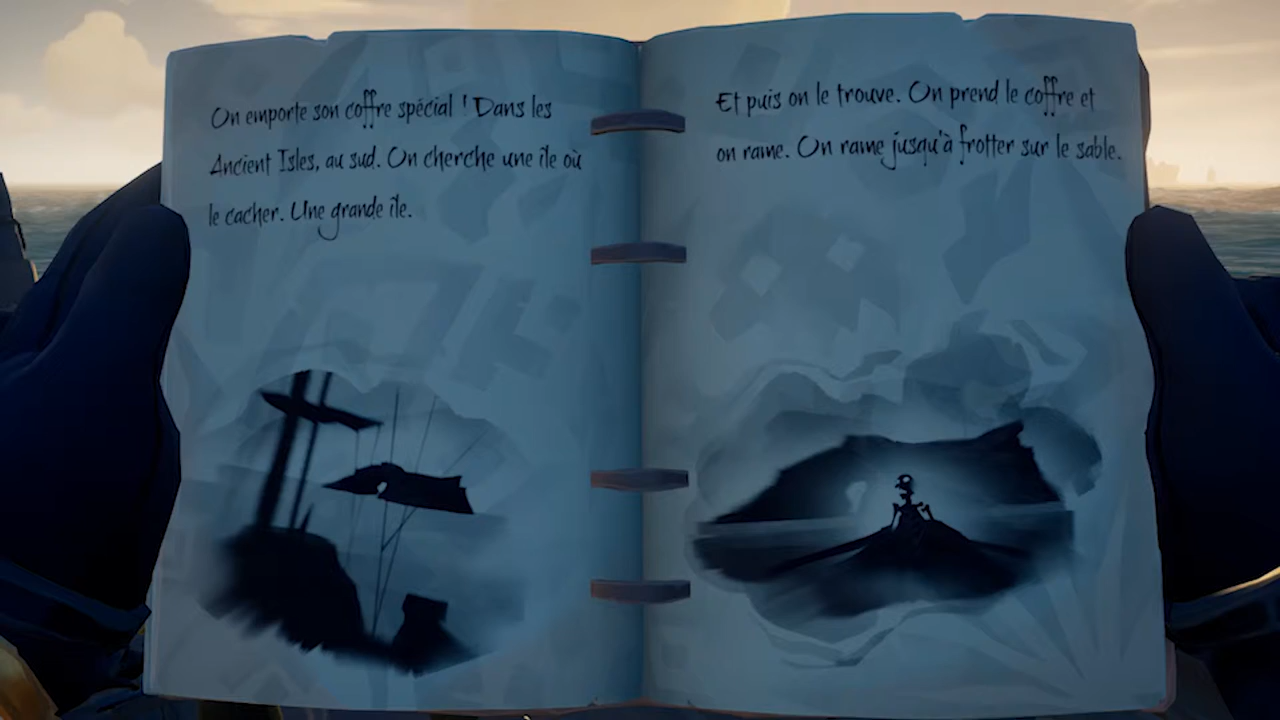 On emporte son coffre spécial ! Dans les
Ancient Isles, au sud. On cherche une île où
le cacher. Une grande île.
Et puis on le trouve. On prend le coffre et
on rame. On rame jusqu'à frotter sur le sable.